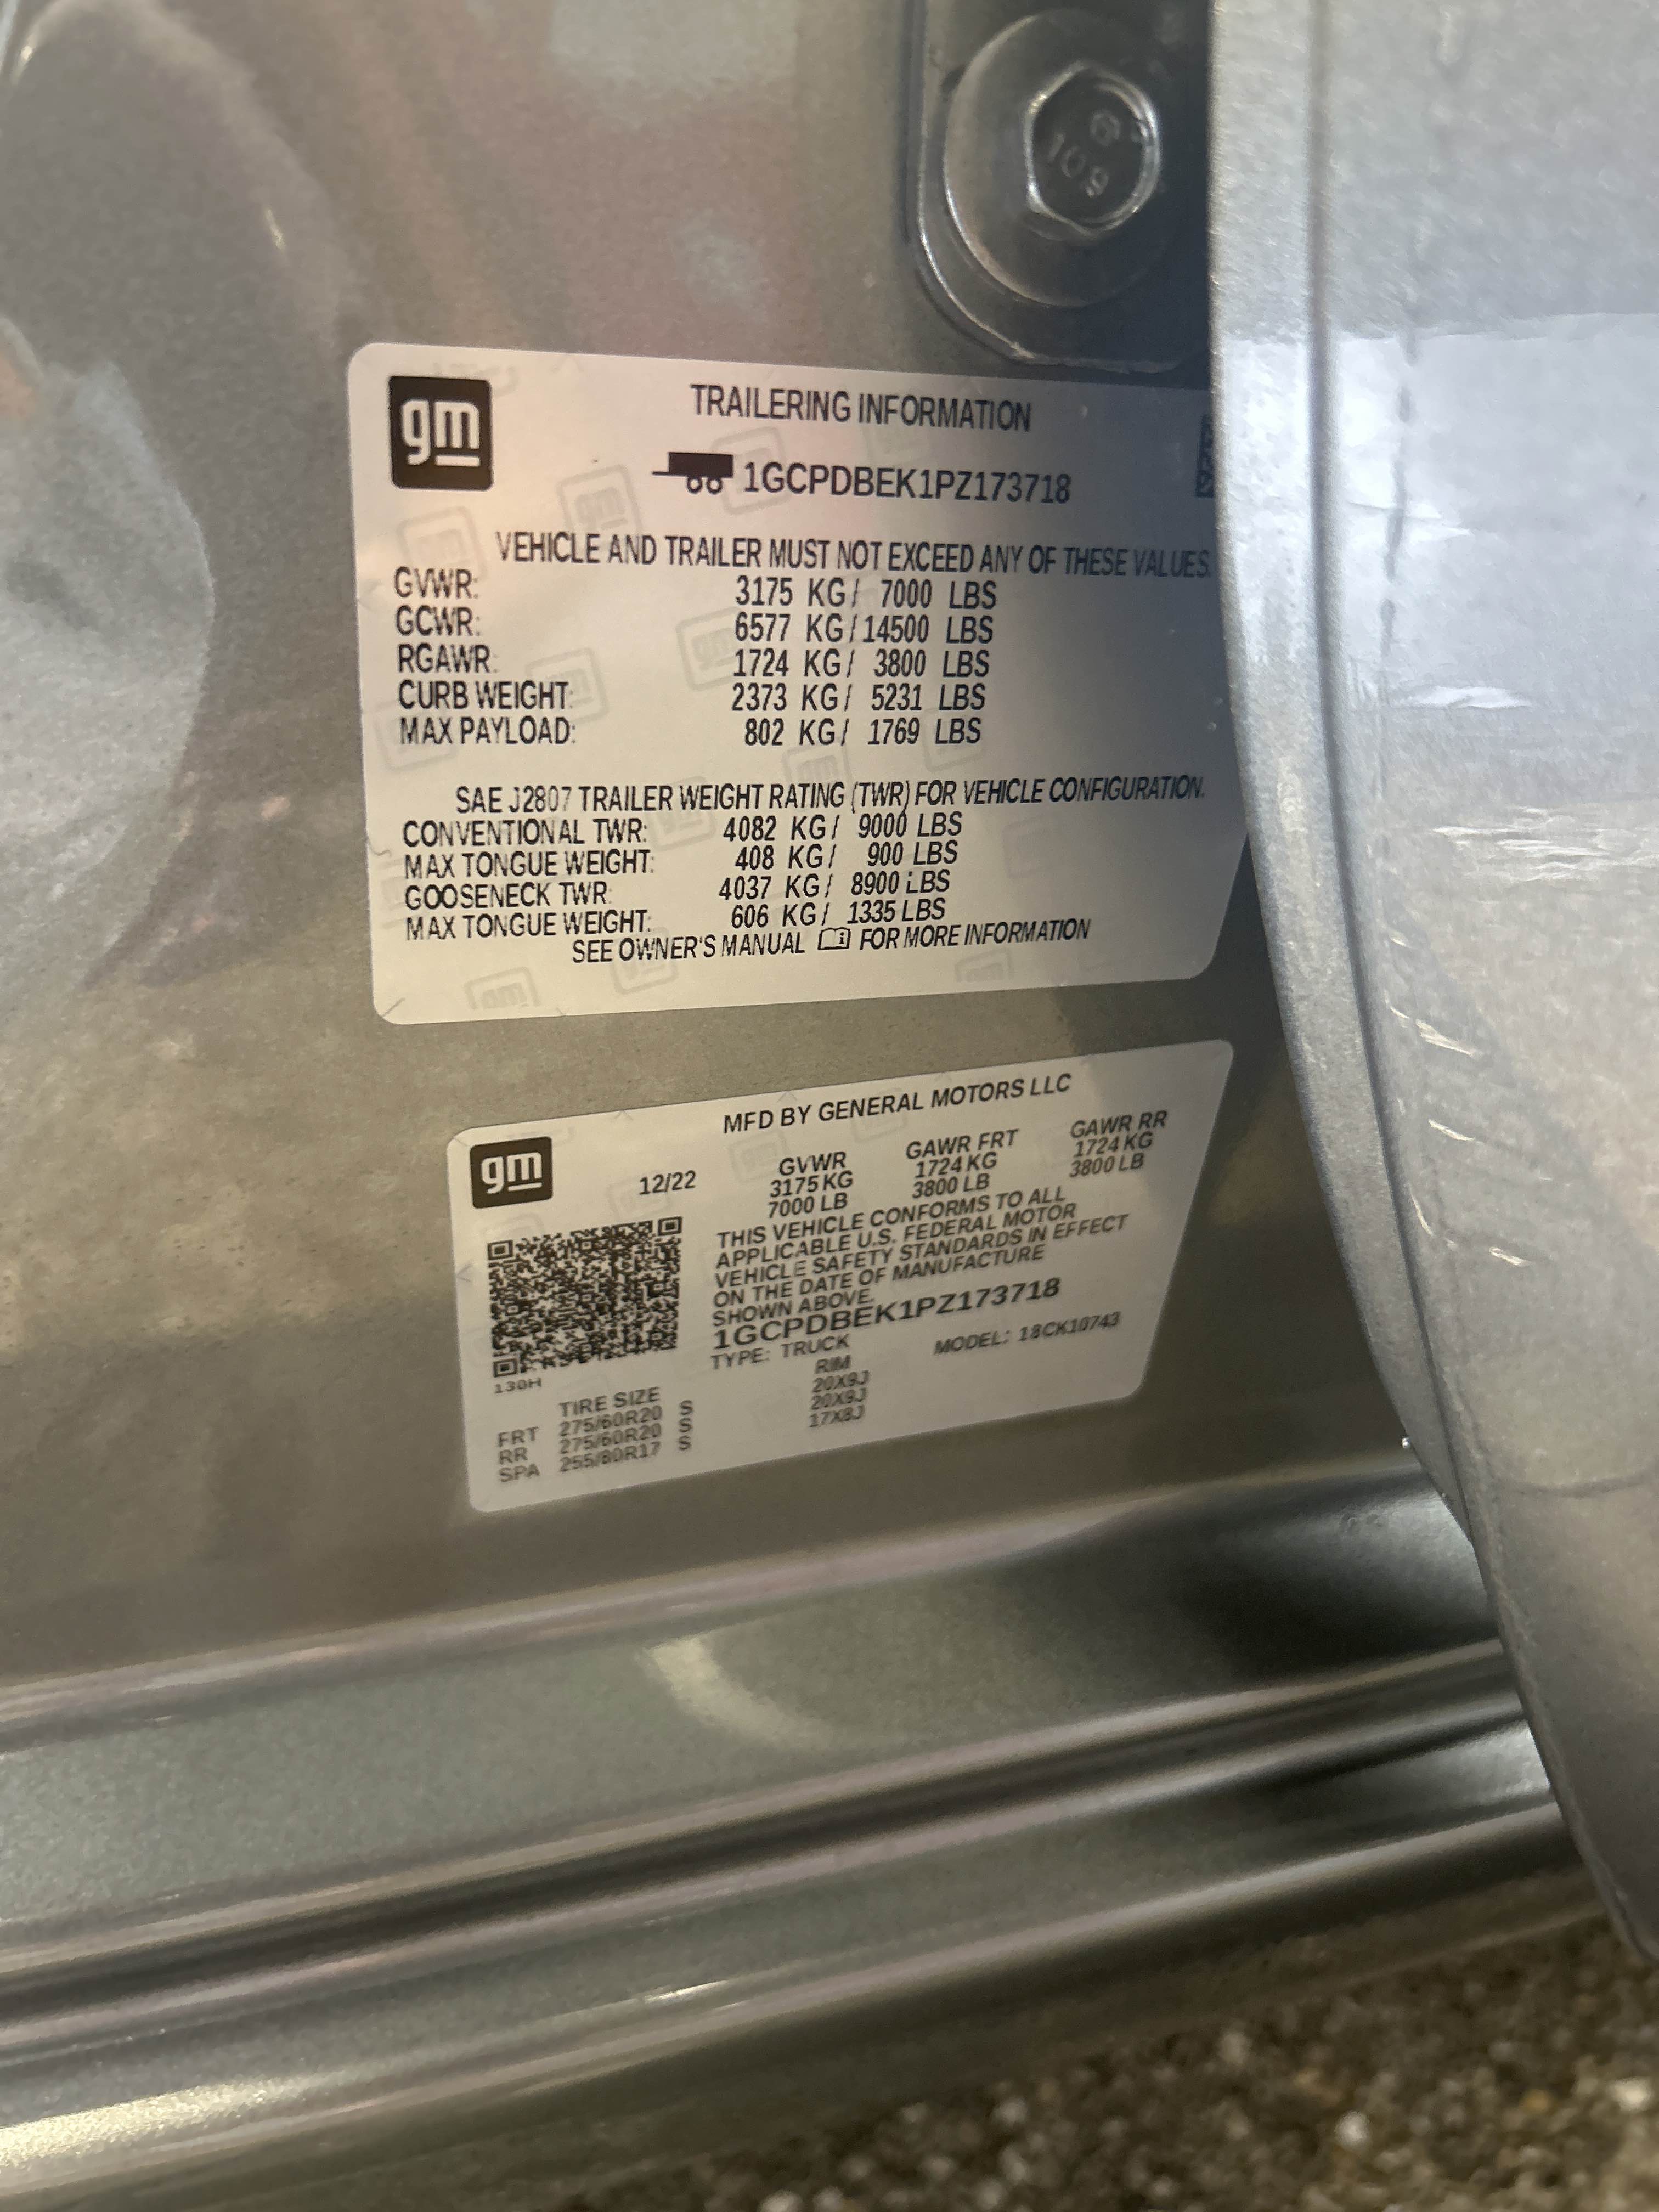 109
gm
TRAILERING INFORMATION
1GCPDBEK1PZ173718
VEHICLE AND TRAILER MUST NOT EXCEED ANY OF THESE VALUES.
GVWR: 3175 KG/ 7000 LBS
GCWR: 6577 KG/14500 LBS
RGAWR: 1724 KG/ 3800 LBS
CURB WEIGHT: 2373 KG/ 5231 LBS
MAX PAYLOAD: 802 KG/ 1769 LBS
SAE J2807 TRAILER WEIGHT RATING (TWR) FOR VEHICLE CONFIGURATION.
CONVENTIONAL TWR: 4082 KG/ 9000 LBS
MAX TONGUE WEIGHT: 408 KG/ 900 LBS
GOOSENECK TWR: 4037 KG/ 8900 LBS
MAX TONGUE WEIGHT: 606 KG/ 1335 LBS
SEE OWNER'S MANUAL FOR MORE INFORMATION
MFD BY GENERAL MOTORS LLC
gm
12/22
GVWR GAWR FRT GAWR RR
3175 KG 1724 KG 1724 KG
7000 LB 3800 LB 3800 LB
THIS VEHICLE CONFORMS TO ALL
APPLICABLE U.S. FEDERAL MOTOR
VEHICLE SAFETY STANDARDS IN EFFECT
ON THE DATE OF MANUFACTURE
SHOWN ABOVE.
1GCPDBEK1PZ173718
TYPE: TRUCK MODEL: 18CK10743
130H
TIRE SIZE RIM
FRT 275/60R20 S 20X9J
RR 275/60R20 S 20X9J
SPA 255/80R17 S 17X8J